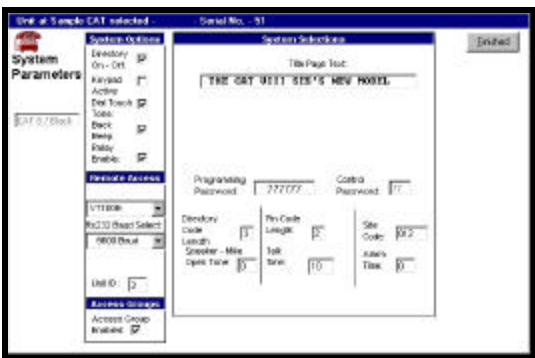 Unit at Sample CAT selected - Serial No. - 51
System Parameters
CAT 8 / Black
System Options
Directory On - Off:
Keypad Active
Dial Touch Tone:
Back Beep
Relay Enable:
Remote Access
VT100
Rs232 Baud Select
9600 Baud
Unit ID: 2
Access Groups
Access Group Enabled:
System Selections
Title Page Text:
THE CAT VIII SES'S NEW MODEL
Programming Password: 777777
Control Password: 77
Directory Code Length: 3
Pin Code Length:
Site Code: 012
Speaker - Mike Open Time: 0
Talk Time: 10
Alarm Time: 0
Finished